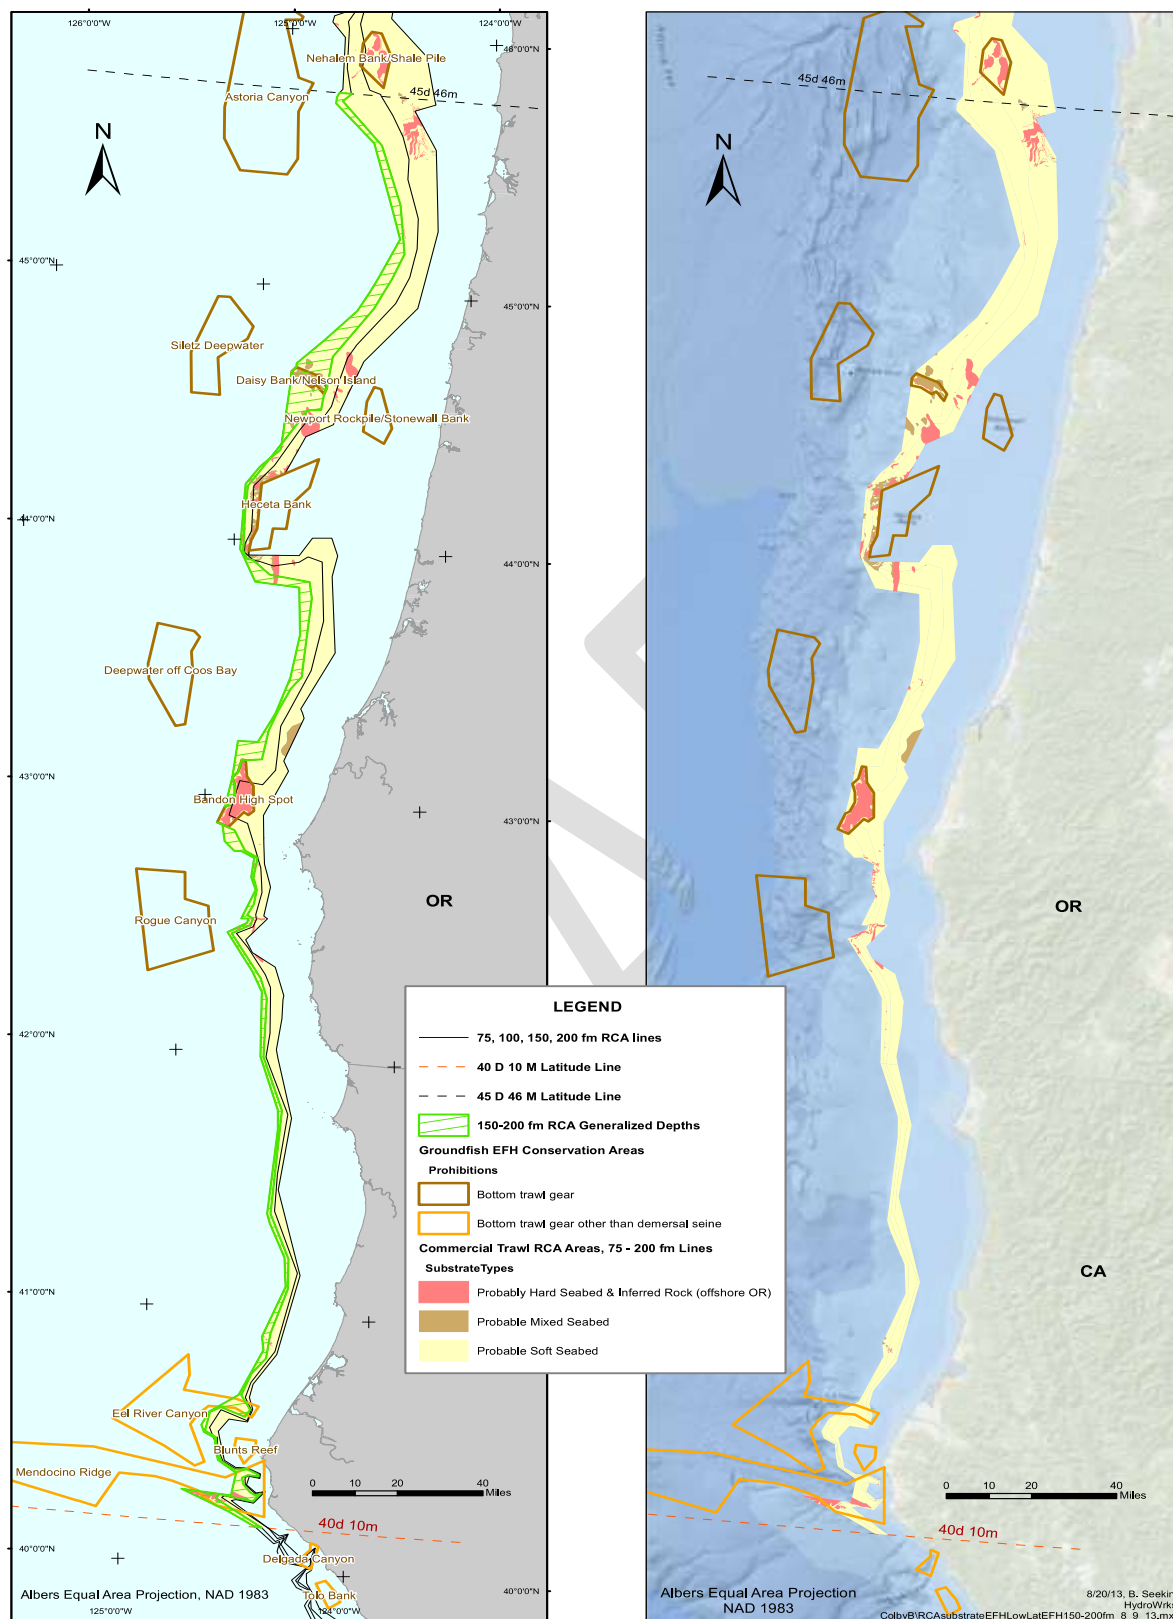 126°0'0"W
125°0'0"W
124°0'0"W
46°0'0"N
Nehalem Bank/Shale Pile
45d 46m
Astoria Canyon
N
45°0'0"N
45°0'0"N
Siletz Deepwater
Daisy Bank/Nelson Island
Newport Rockpile/Stonewall Bank
Heceta Bank
44°0'0"N
44°0'0"N
Deepwater off Coos Bay
43°0'0"N
Bandon High Spot
43°0'0"N
OR
Rogue Canyon
42°0'0"N
41°0'0"N
Eel River Canyon
Blunts Reef
Mendocino Ridge
0 10 20 40
Miles
40d 10m
40°0'0"N
Delgada Canyon
Tolo Bank
40°0'0"N
Albers Equal Area Projection, NAD 1983
125°0'0"W
124°0'0"W
LEGEND
75, 100, 150, 200 fm RCA lines
40 D 10 M Latitude Line
45 D 46 M Latitude Line
150-200 fm RCA Generalized Depths
Groundfish EFH Conservation Areas
Prohibitions
Bottom trawl gear
Bottom trawl gear other than demersal seine
Commercial Trawl RCA Areas, 75 - 200 fm Lines
SubstrateTypes
Probably Hard Seabed & Inferred Rock (offshore OR)
Probable Mixed Seabed
Probable Soft Seabed
45d 46m
N
OR
CA
0 10 20 40
Miles
40d 10m
Albers Equal Area Projection
NAD 1983
8/20/13, B. Seekin
HydroWrk